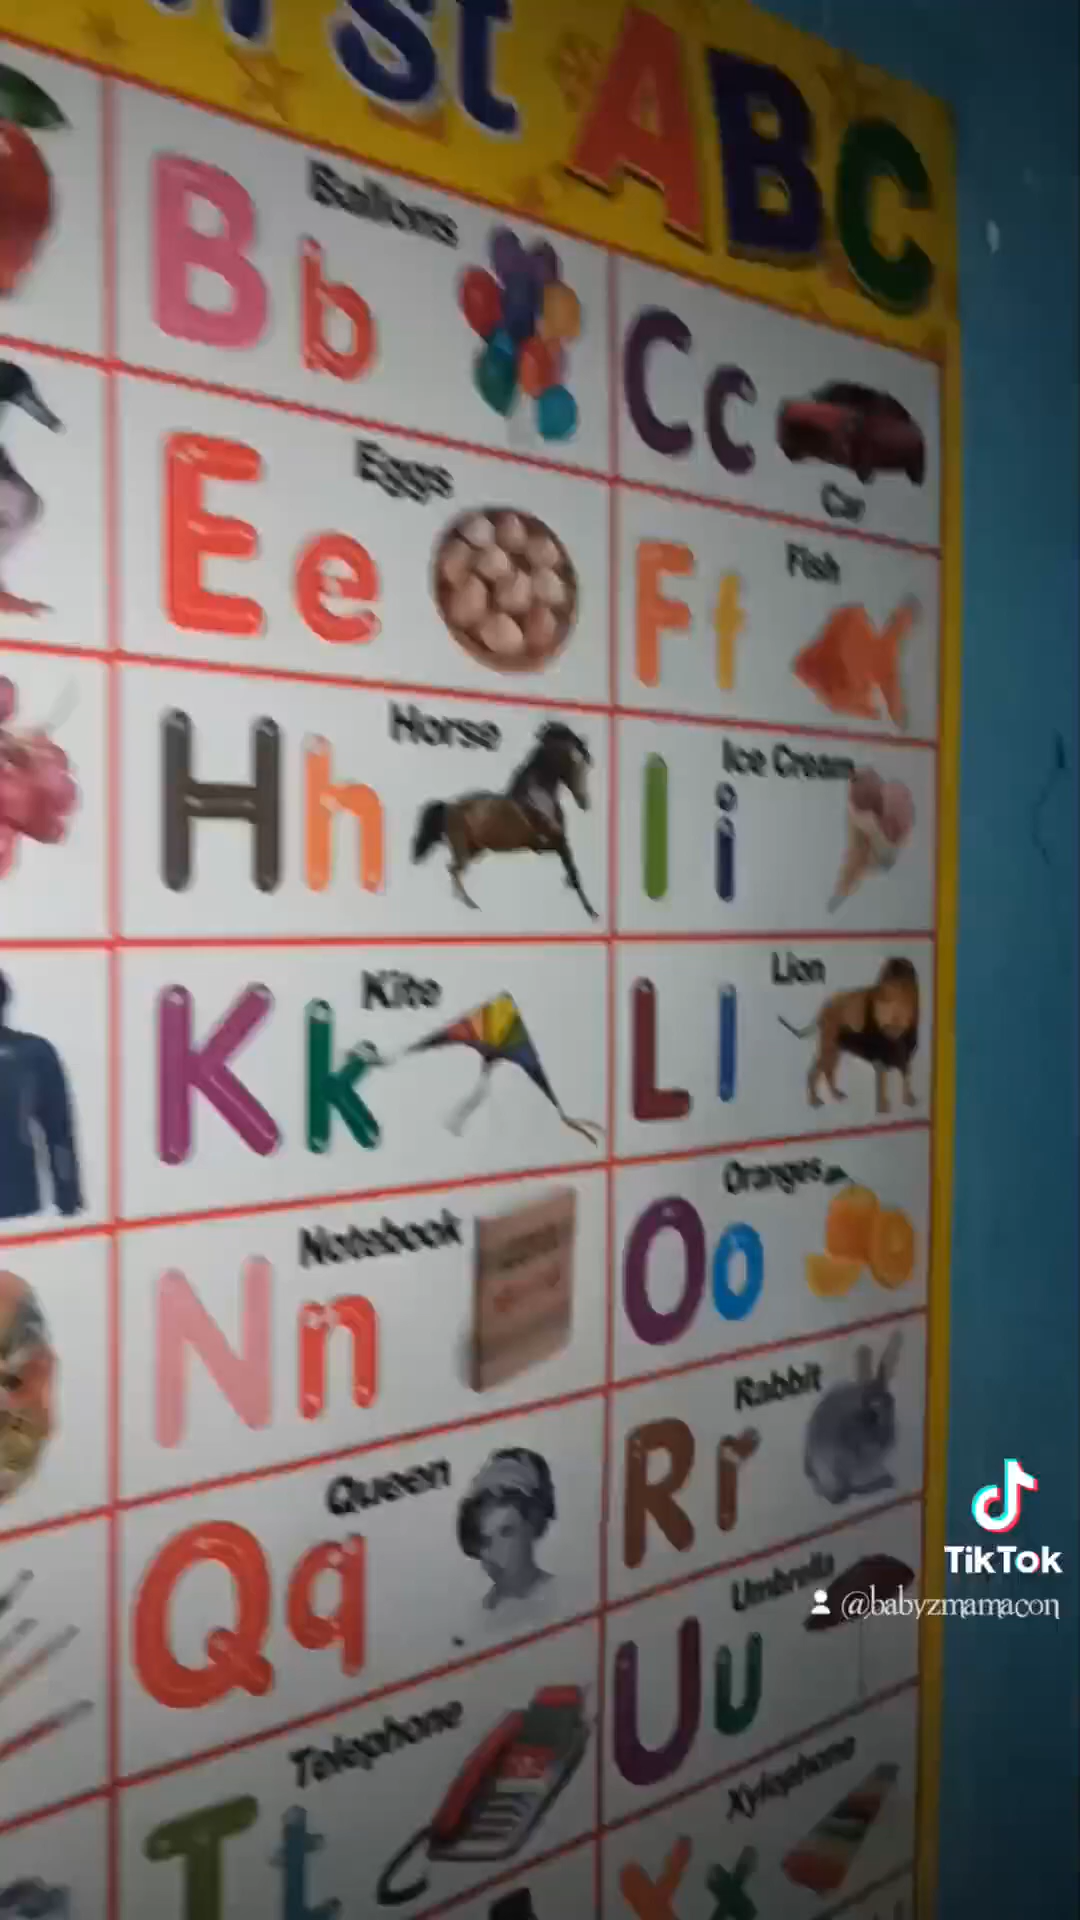 rst ABC
Ballons
Bb
Cc
Car
Eggs
Ee
Fish
Ff
Horse
Hh
Ice Cream
Ii
Kite
Kk
Lion
Ll
Notebook
Nn
Oranges
Oo
Queen
Qq
Rabbit
Rr
Umbrella
Uu
Telephone
Tt
Xylophone
Xx
TikTok
@babyzmamacon